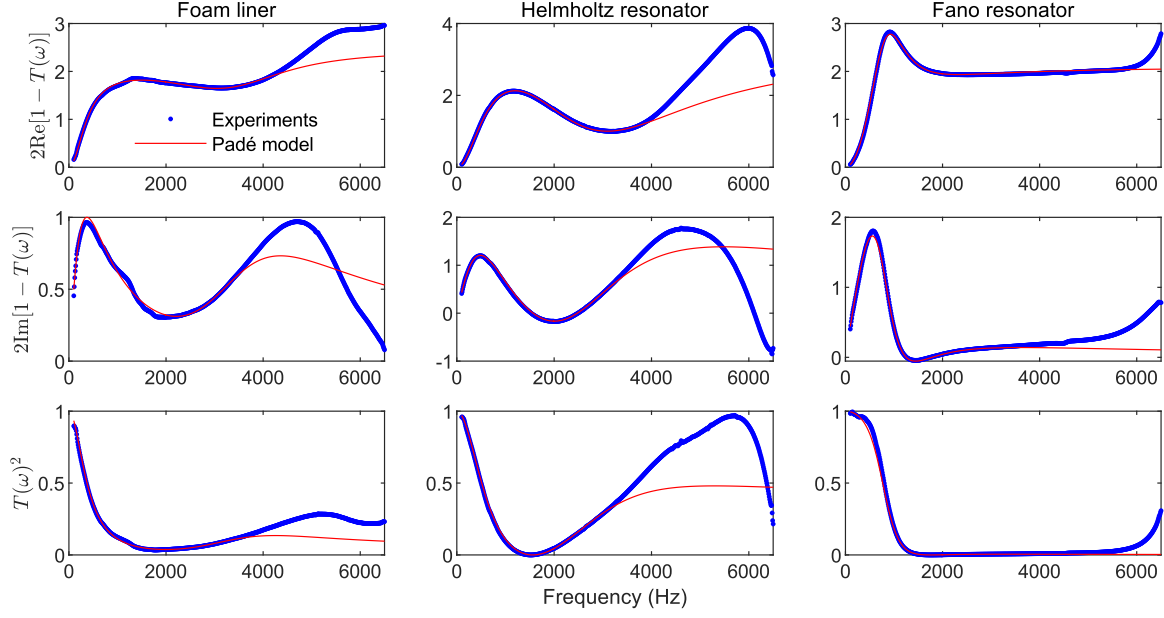 Foam liner
Helmholtz resonator
Fano resonator
2Re[1 − T(ω)]
3
2
1
0
Experiments
Padé model
0 2000 4000 6000
4
2
0
0 2000 4000 6000
3
2
1
0
0 2000 4000 6000
2Im[1 − T(ω)]
1
0.5
0
0 2000 4000 6000
2
1
0
-1
0 2000 4000 6000
2
1
0
0 2000 4000 6000
T(ω)²
1
0.5
0
0 2000 4000 6000
1
0.5
0
0 2000 4000 6000
1
0.5
0
0 2000 4000 6000
Frequency (Hz)